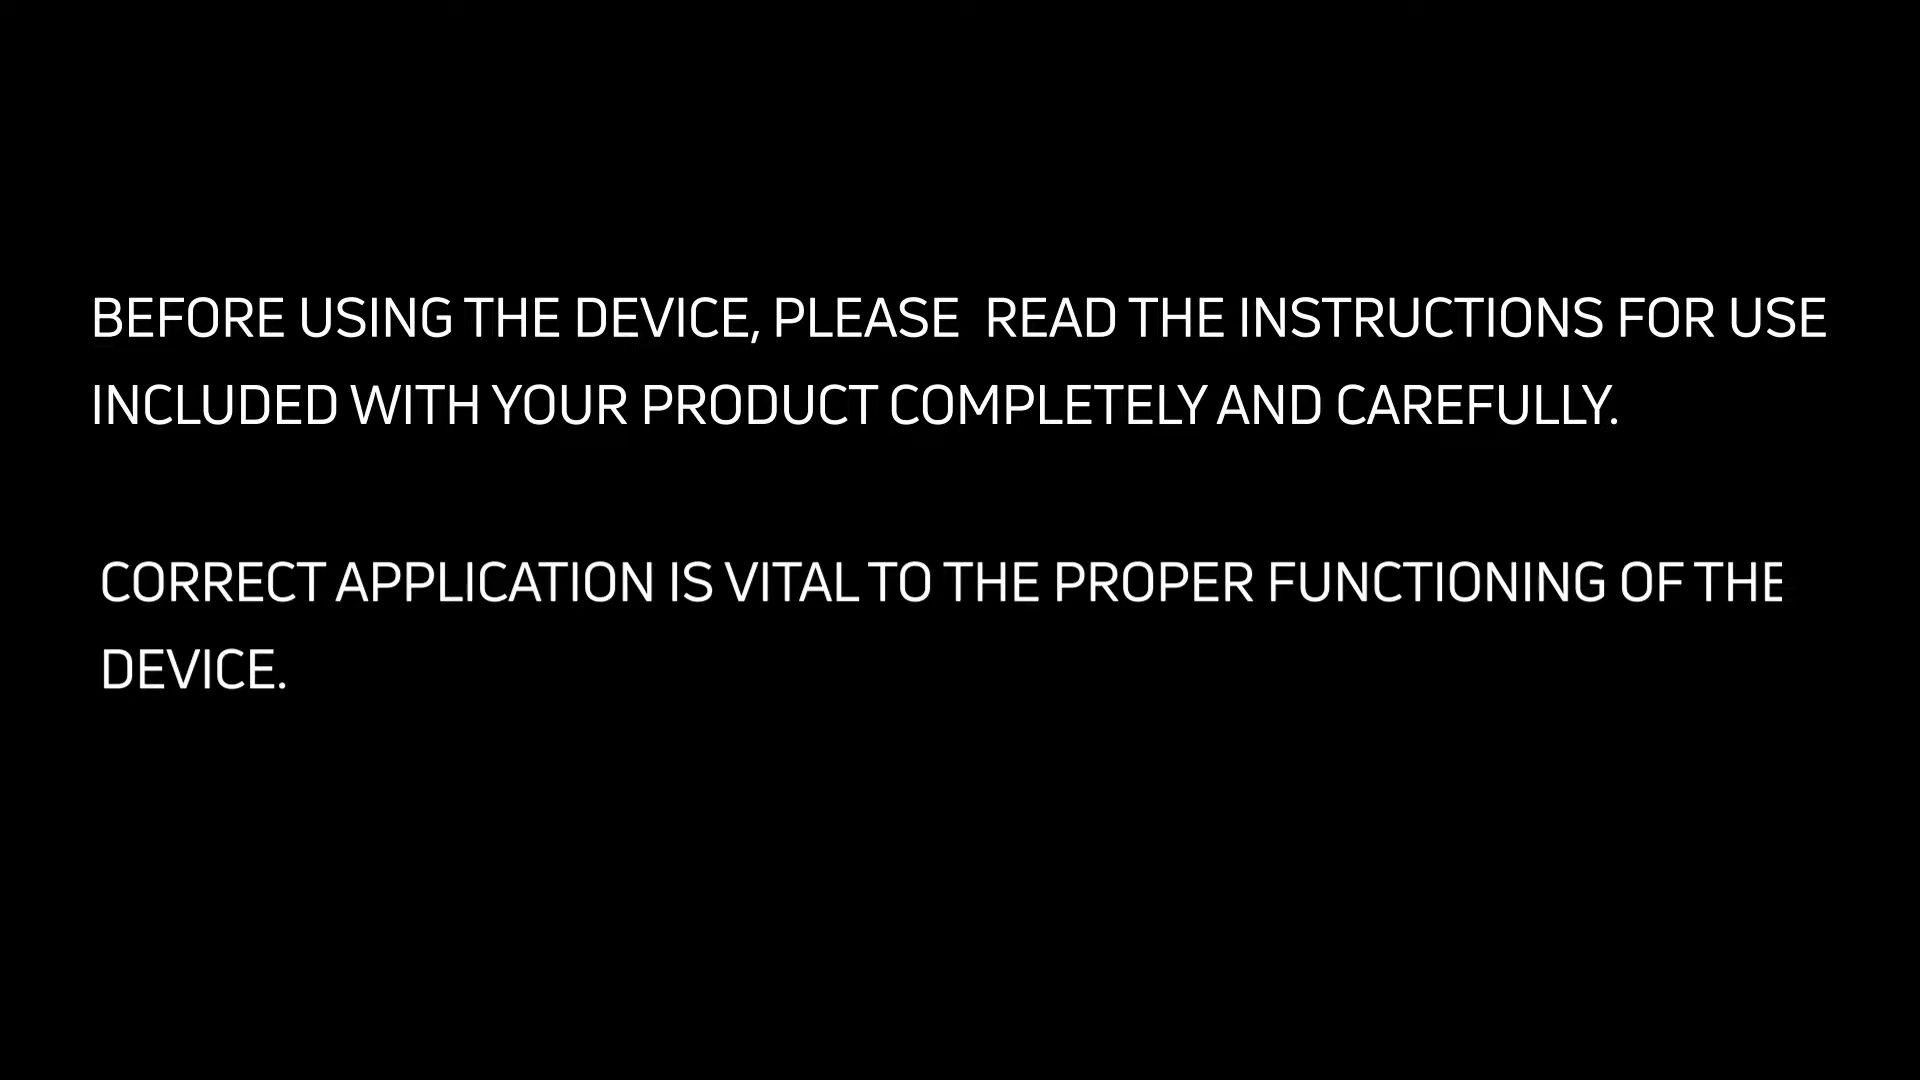 BEFORE USING THE DEVICE, PLEASE  READ THE INSTRUCTIONS FOR USE
INCLUDED WITH YOUR PRODUCT COMPLETELY AND CAREFULLY.
CORRECT APPLICATION IS VITAL TO THE PROPER FUNCTIONING OF THE
DEVICE.